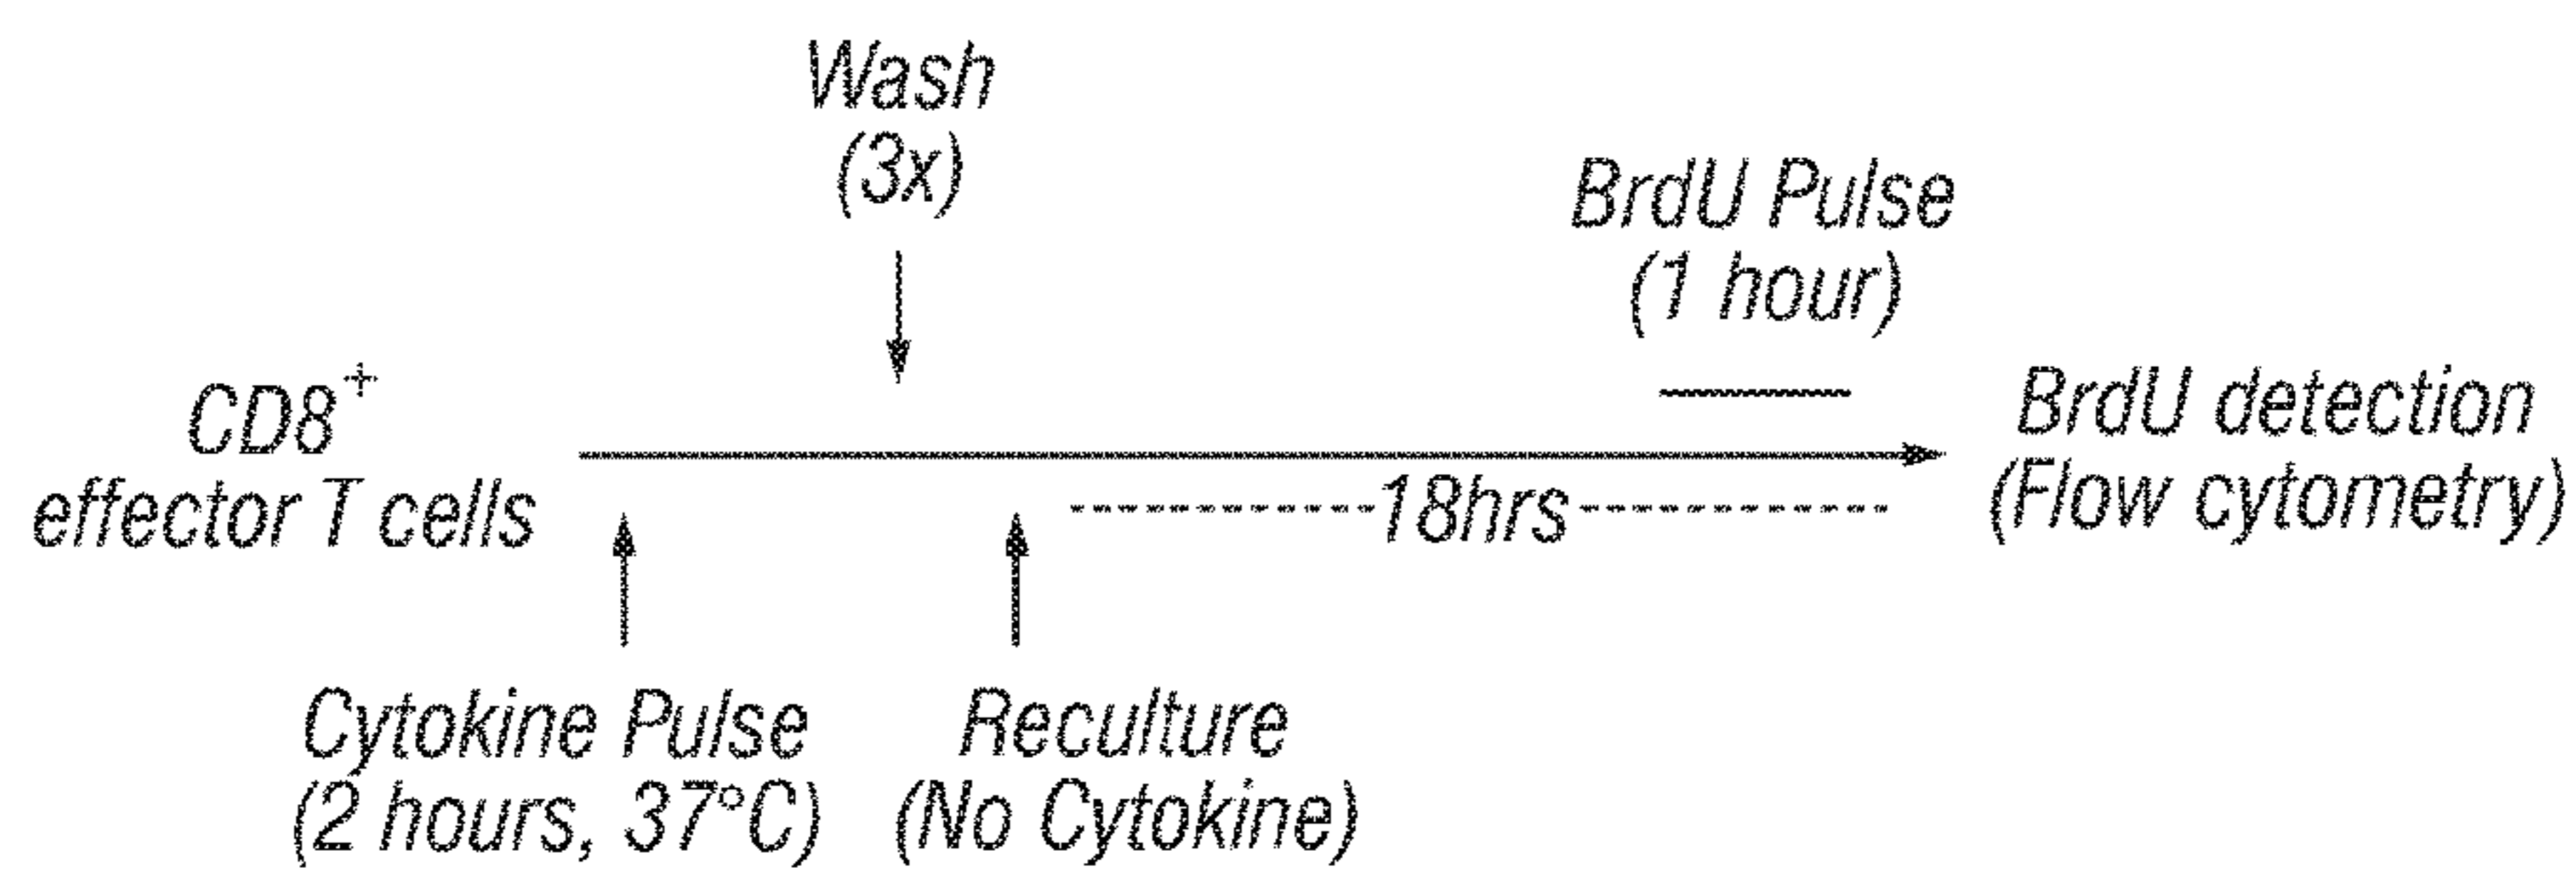 Wash
(3x)
BrdU Pulse
(1 hour)
CD8⁺
effector T cells
18hrs
BrdU detection
(Flow cytometry)
Cytokine Pulse
(2 hours, 37°C)
Reculture
(No Cytokine)